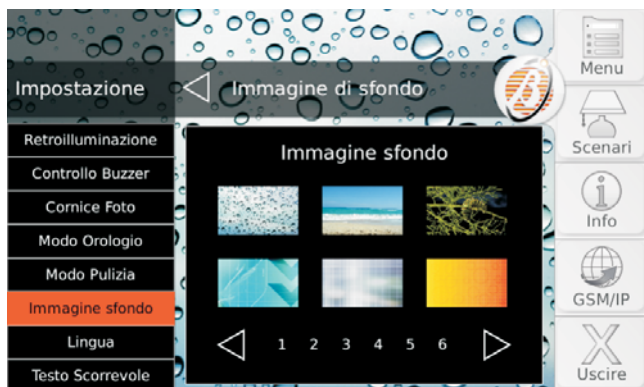 Impostazione
Immagine di sfondo
Retroilluminazione
Controllo Buzzer
Cornice Foto
Modo Orologio
Modo Pulizia
Immagine sfondo
Lingua
Testo Scorrevole
Immagine sfondo
1 2 3 4 5 6
Menu
Scenari
Info
GSM/IP
Uscire